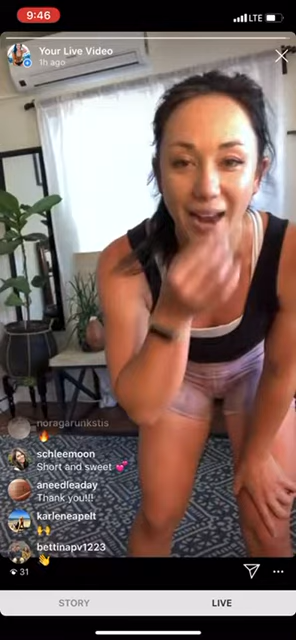 9:46
LTE
Your Live Video
1h ago
noragarunkstis
🔥
schleemoon
Short and sweet 💕
aneedleaday
Thank you!!!
karleneapelt
🙌
bettinapv1223
👋
31
STORY
LIVE